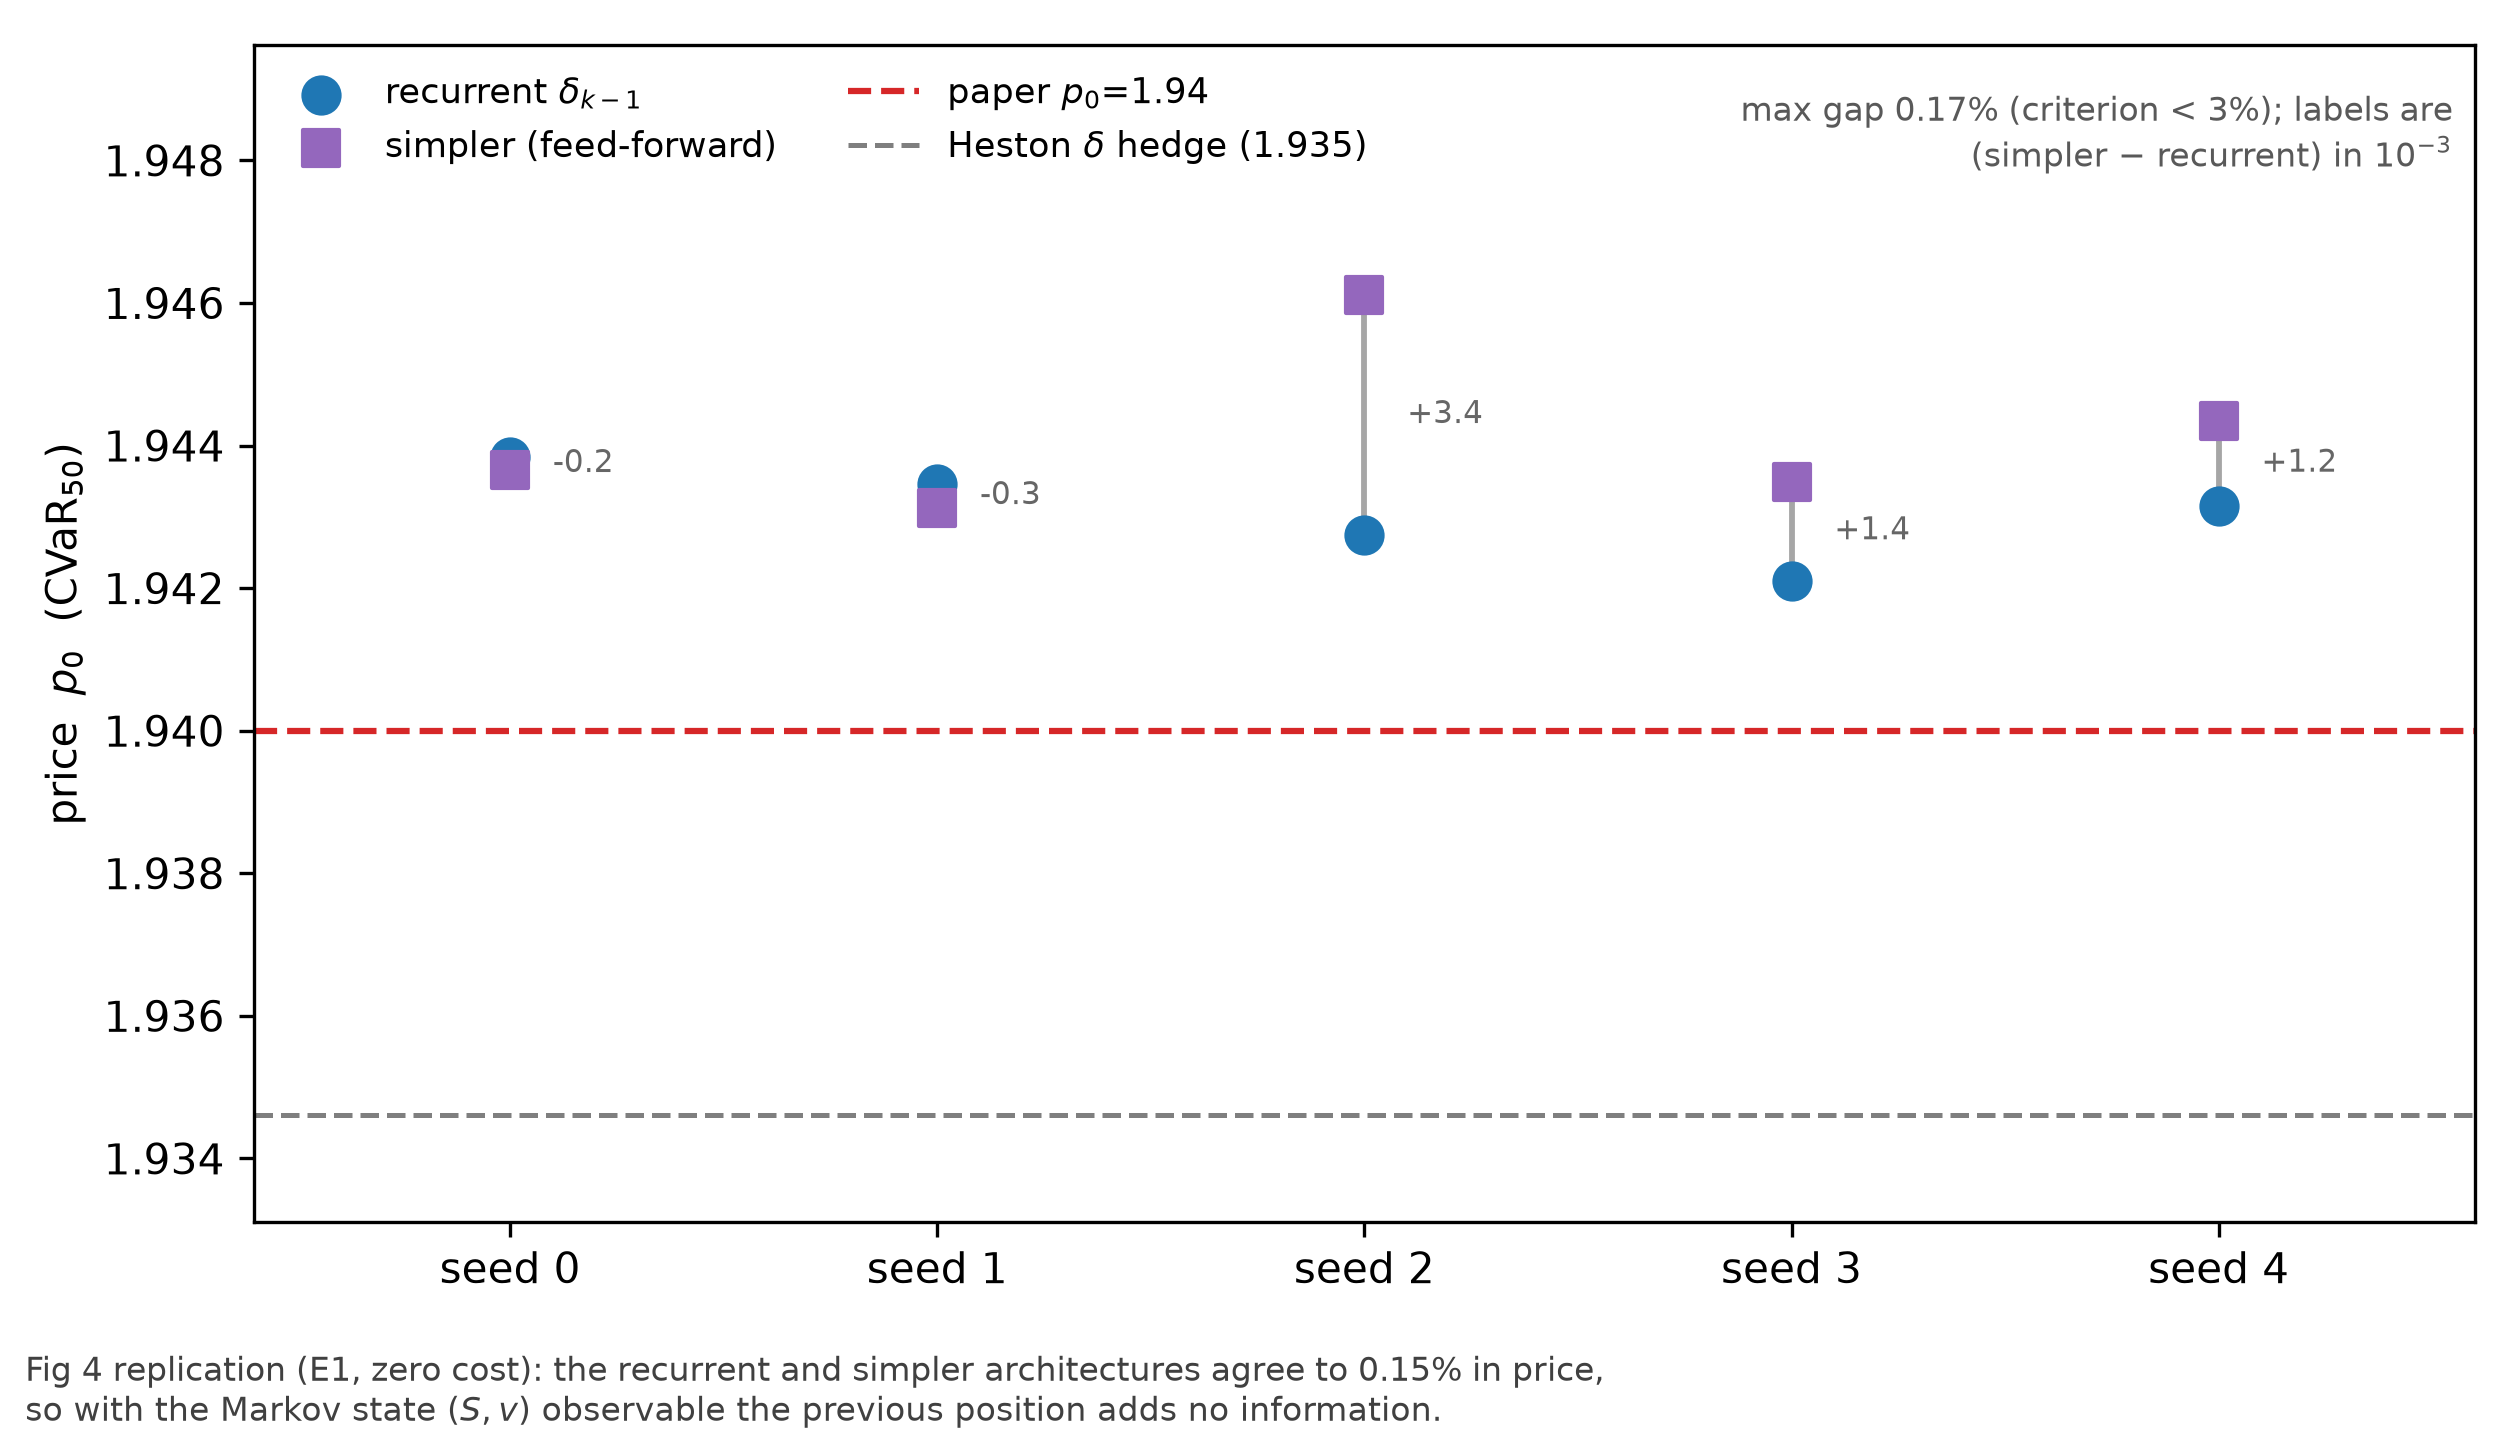 recurrent δk − 1
simpler (feed-forward)
paper p0=1.94
Heston δ hedge (1.935)
max gap 0.17% (criterion < 3%); labels are
(simpler − recurrent) in 10−3
price p0 (CVaR50)
1.948
1.946
1.944
1.942
1.940
1.938
1.936
1.934
-0.2
-0.3
+3.4
+1.4
+1.2
seed 0
seed 1
seed 2
seed 3
seed 4
Fig 4 replication (E1, zero cost): the recurrent and simpler architectures agree to 0.15% in price,
so with the Markov state (S, v) observable the previous position adds no information.